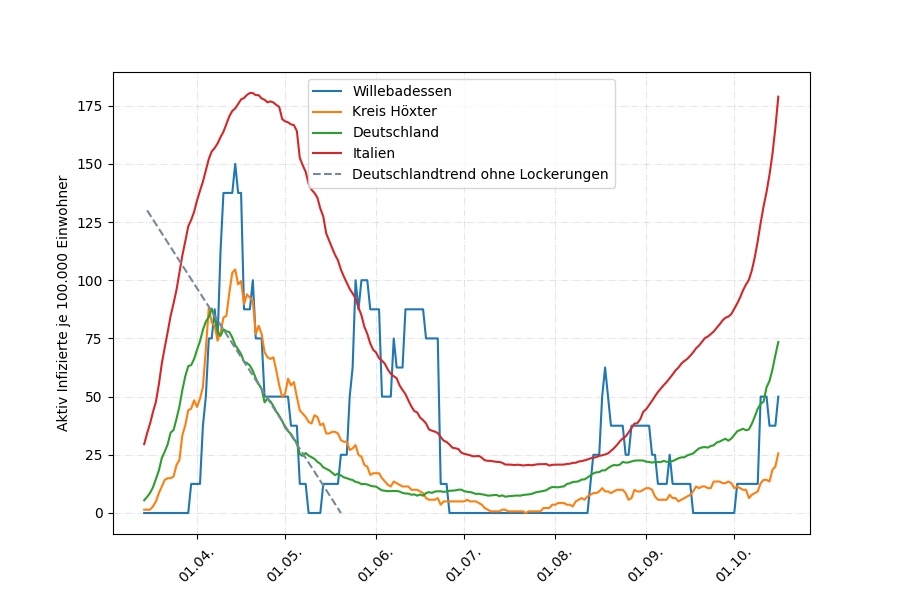 Willebadessen
Kreis Höxter
Deutschland
Italien
Deutschlandtrend ohne Lockerungen
Aktiv Infizierte je 100.000 Einwohner
175
150
125
100
75
50
25
0
01.04.
01.05.
01.06.
01.07.
01.08.
01.09.
01.10.